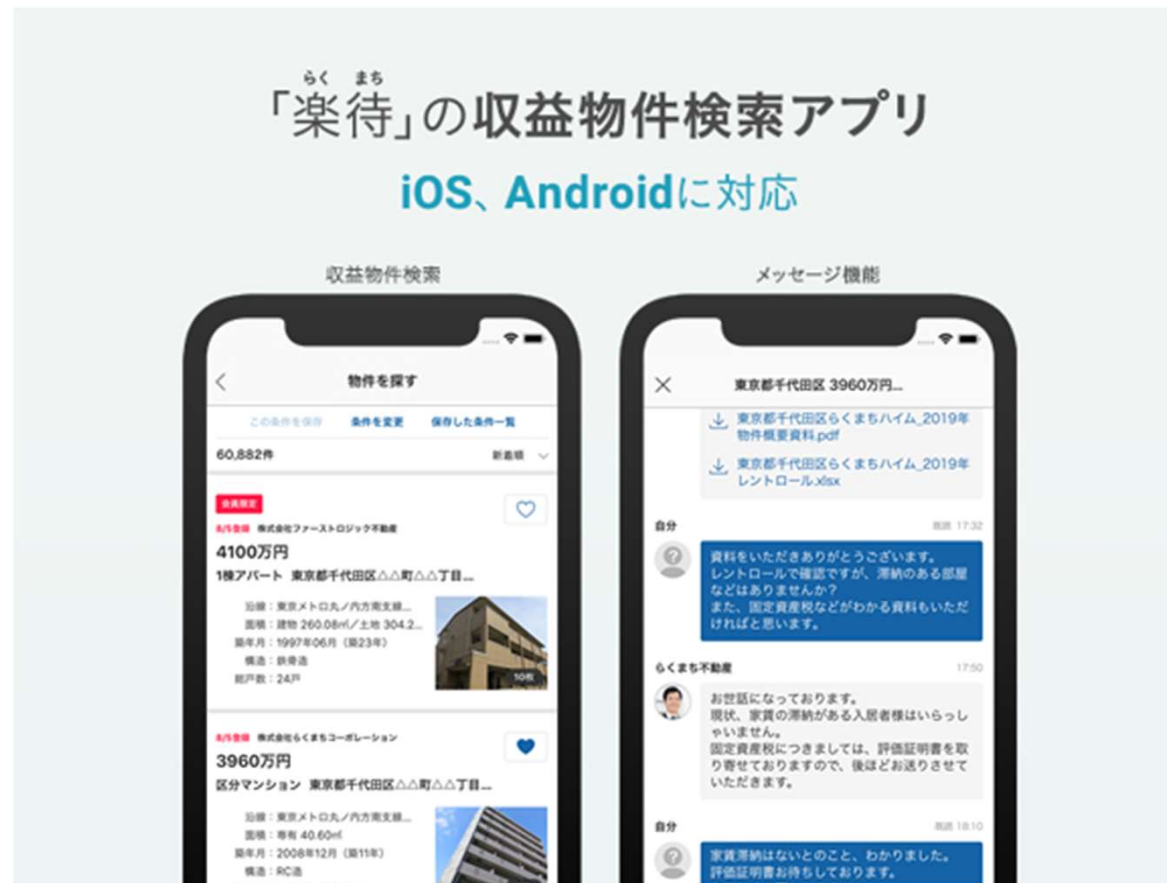 らく まち
「楽待」の収益物件検索アプリ
iOS、Androidに対応
収益物件検索
物件を探す
この条件を保存 条件を変更 保存した条件一覧
60,882件 新着順
会員限定
8/5登録 株式会社ファーストロジック不動産
4100万円
1棟アパート 東京都千代田区△△町△△丁目...
沿線：東京メトロ丸ノ内方南支線...
面積：建物 260.08㎡／土地 304.2...
築年月：1997年06月（築23年）
構造：鉄骨造
総戸数：24戸
10枚
8/5登録 株式会社らくまちコーポレーション
3960万円
区分マンション 東京都千代田区△△町△△丁目...
沿線：東京メトロ丸ノ内方南支線...
面積：専有 40.60㎡
築年月：2008年12月（築11年）
構造：RC造
メッセージ機能
東京都千代田区 3960万円...
東京都千代田区らくまちハイム_2019年
物件概要資料.pdf
東京都千代田区らくまちハイム_2019年
レントロール.xlsx
自分 既読 17:32
資料をいただきありがとうございます。
レントロールで確認ですが、滞納のある部屋
などはありませんか？
また、固定資産税などがわかる資料もいただ
ければと思います。
らくまち不動産 17:50
お世話になっております。
現状、家賃の滞納がある入居者様はいらっし
ゃいません。
固定資産税につきましては、評価証明書を取
り寄せておりますので、後ほどお送りさせて
いただきます。
自分 既読 18:10
家賃滞納はないとのこと、わかりました。
評価証明書お待ちしております。